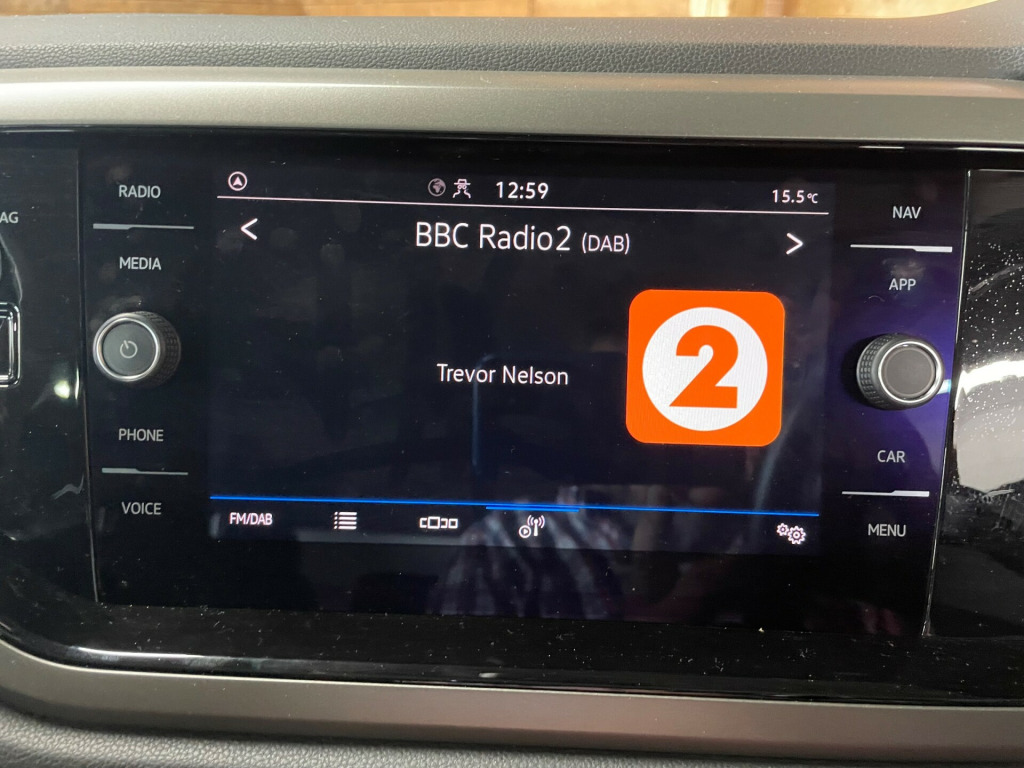 AG
RADIO
MEDIA
PHONE
VOICE
12:59
15.5°C
< BBC Radio2 (DAB) >
Trevor Nelson
2
FM/DAB
NAV
APP
CAR
MENU